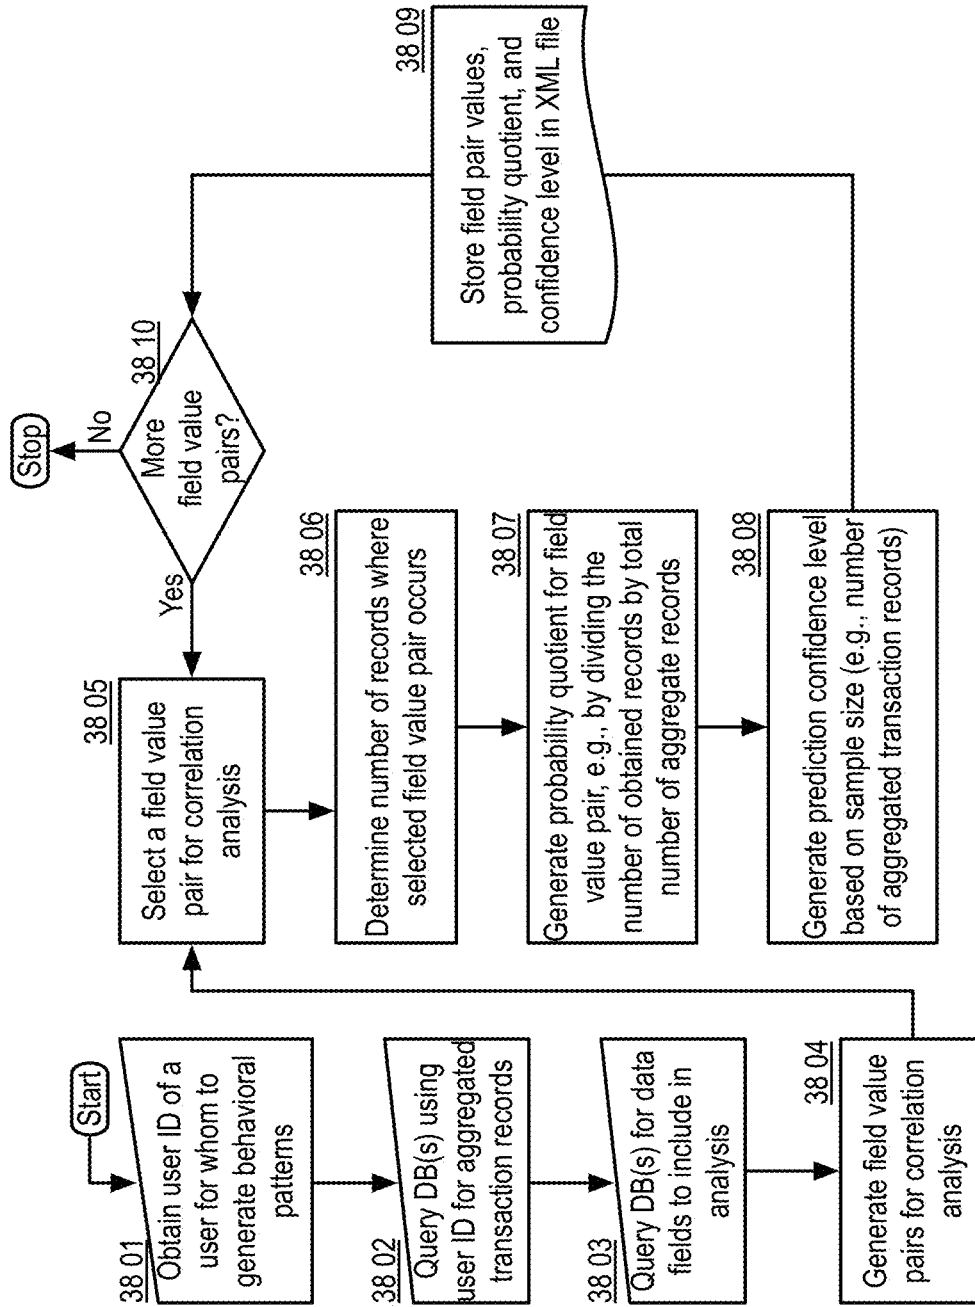 Start
38 01
Obtain user ID of a
user for whom to
generate behavioral
patterns
38 02
Query DB(s) using
user ID for aggregated
transaction records
38 03
Query DB(s) for data
fields to include in
analysis
38 04
Generate field value
pairs for correlation
analysis
38 05
Select a field value
pair for correlation
analysis
38 06
Determine number of records where
selected field value pair occurs
38 07
Generate probability quotient for field
value pair, e.g., by dividing the
number of obtained records by total
number of aggregate records
38 08
Generate prediction confidence level
based on sample size (e.g., number
of aggregated transaction records)
38 09
Store field pair values,
probability quotient, and
confidence level in XML file
38 10
More
field value
pairs?
Yes
No
Stop